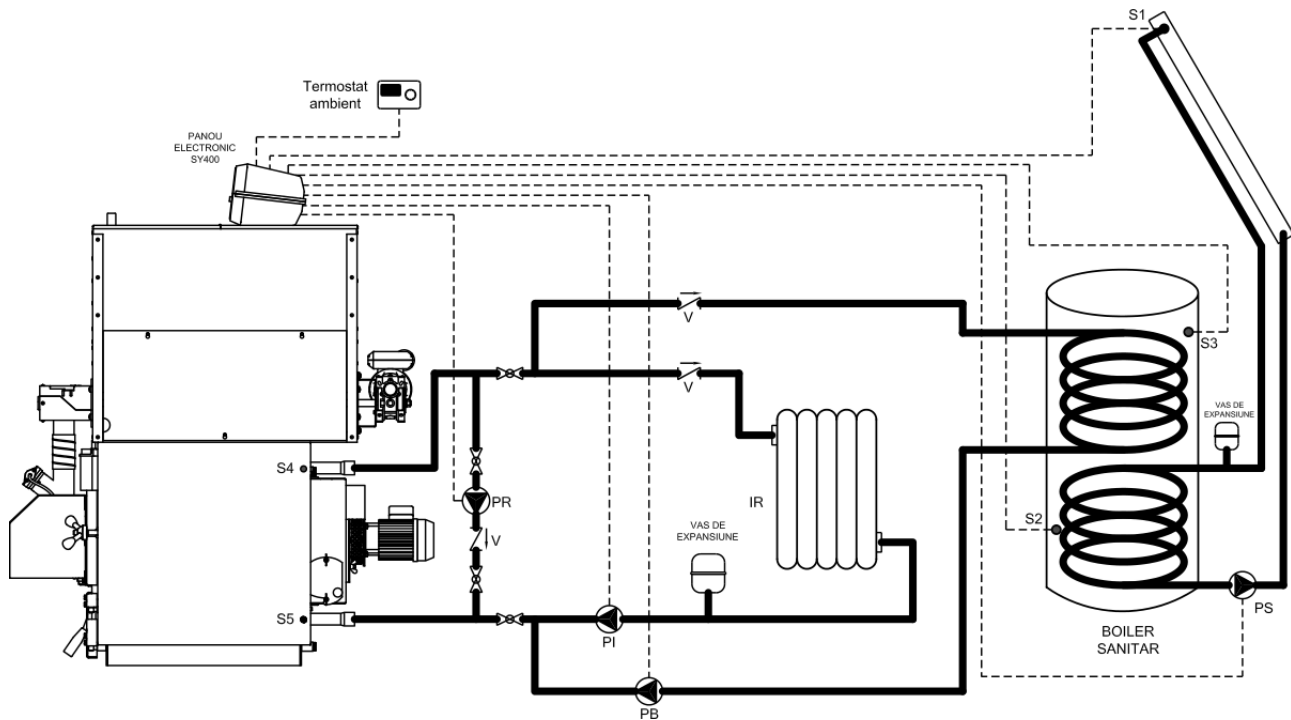 S1
Termostat
ambient
PANOU
ELECTRONIC
SY400
V
S3
V
VAS DE
EXPANSIUNE
S4
PR
IR
S2
V
VAS DE
EXPANSIUNE
S5
PI
PS
BOILER
SANITAR
PB